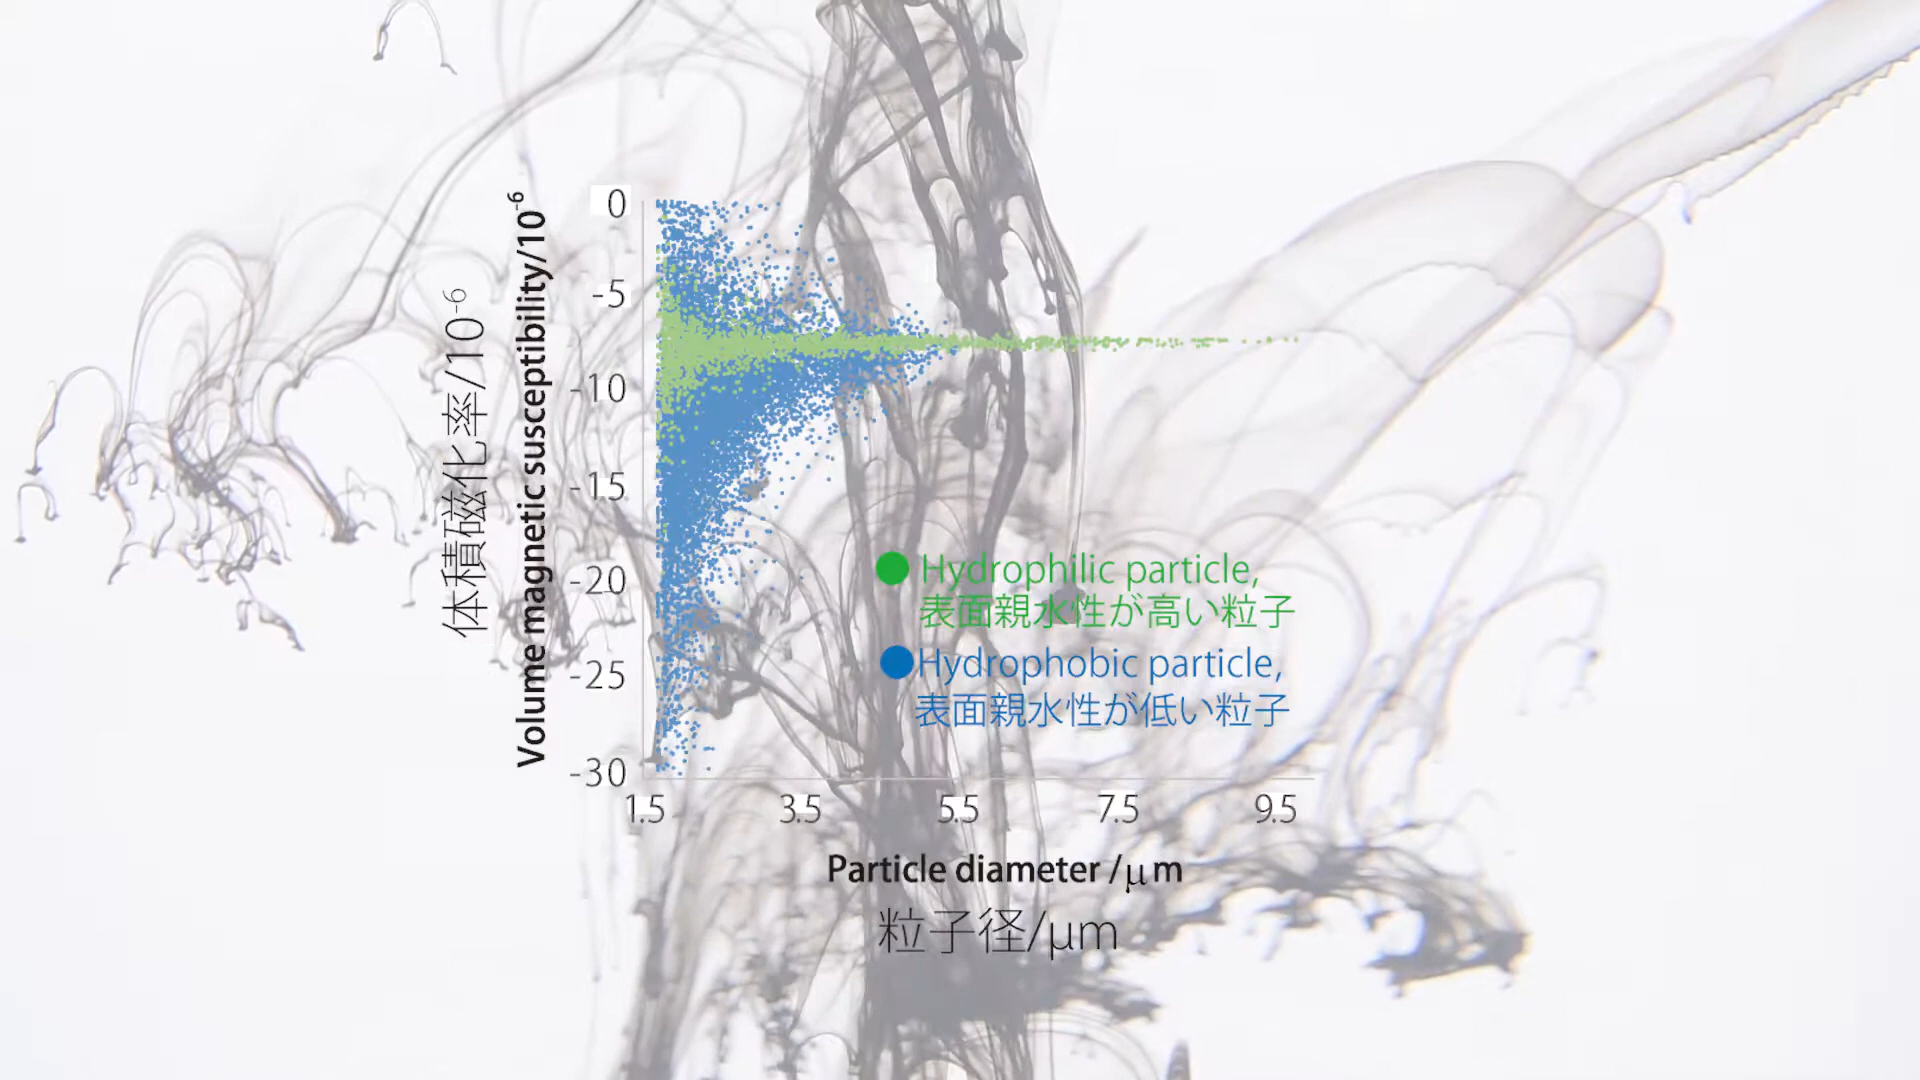 体積磁化率/10-6
Volume magnetic susceptibility/10-6
0
-5
-10
-15
-20
-25
-30
Hydrophilic particle,
表面親水性が高い粒子
Hydrophobic particle,
表面親水性が低い粒子
1.5 3.5 5.5 7.5 9.5
Particle diameter /μm
粒子径/μm